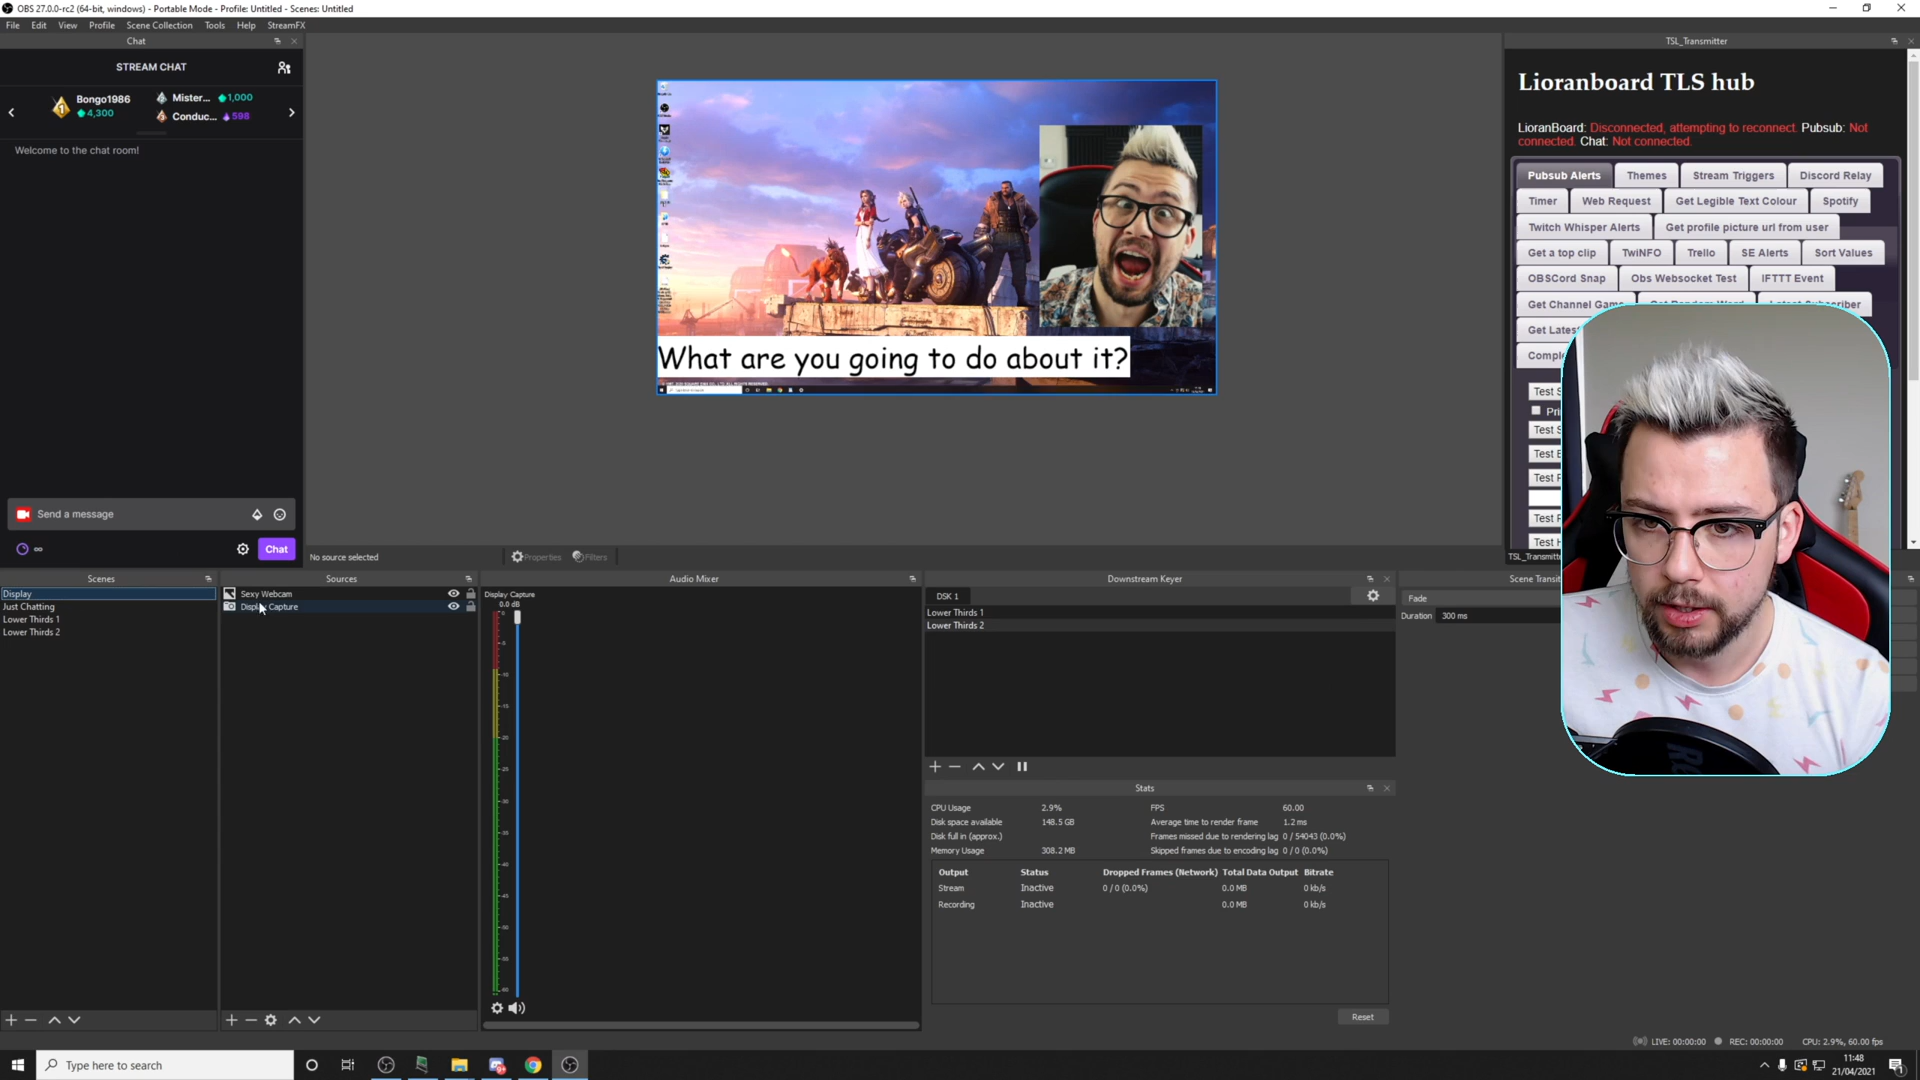 OBS 27.0.0-rc2 (64-bit, windows) - Portable Mode - Profile: Untitled - Scenes: Untitled
File Edit View Profile Scene Collection Tools Help StreamFX
Chat
STREAM CHAT
Bongo1986
4,300
Mister... 1,000
Conduc... 598
Welcome to the chat room!
Send a message
Chat
What are you going to do about it?
TSL_Transmitter
Lioranboard TLS hub
LioranBoard: Disconnected, attempting to reconnect. Pubsub: Not
connected. Chat: Not connected.
Pubsub Alerts Themes Stream Triggers Discord Relay
Timer Web Request Get Legible Text Colour Spotify
Twitch Whisper Alerts Get profile picture url from user
Get a top clip TwiNFO Trello SE Alerts Sort Values
OBSCord Snap Obs Websocket Test IFTTT Event
Get Channel Game
Get Latest
Test
Test
Test
Test
Test
Test
No source selected
Properties Filters
Scenes
Display
Just Chatting
Lower Thirds 1
Lower Thirds 2
Sources
Sexy Webcam
Display Capture
Audio Mixer
Display Capture
0.0 dB
Downstream Keyer
DSK 1
Lower Thirds 1
Lower Thirds 2
Fade
Duration 300 ms
Stats
CPU Usage 2.9% FPS 60.00
Disk space available 148.5 GB Average time to render frame 1.2 ms
Disk full in (approx.) Frames missed due to rendering lag 0 / 54043 (0.0%)
Memory Usage 308.2 MB Skipped frames due to encoding lag 0 / 0 (0.0%)
Output Status Dropped Frames (Network) Total Data Output Bitrate
Stream Inactive 0 / 0 (0.0%) 0.0 MB 0 kb/s
Recording Inactive 0.0 MB 0 kb/s
Reset
LIVE: 00:00:00 REC: 00:00:00 CPU: 2.9%, 60.00 fps
Type here to search
11:48
21/04/2021